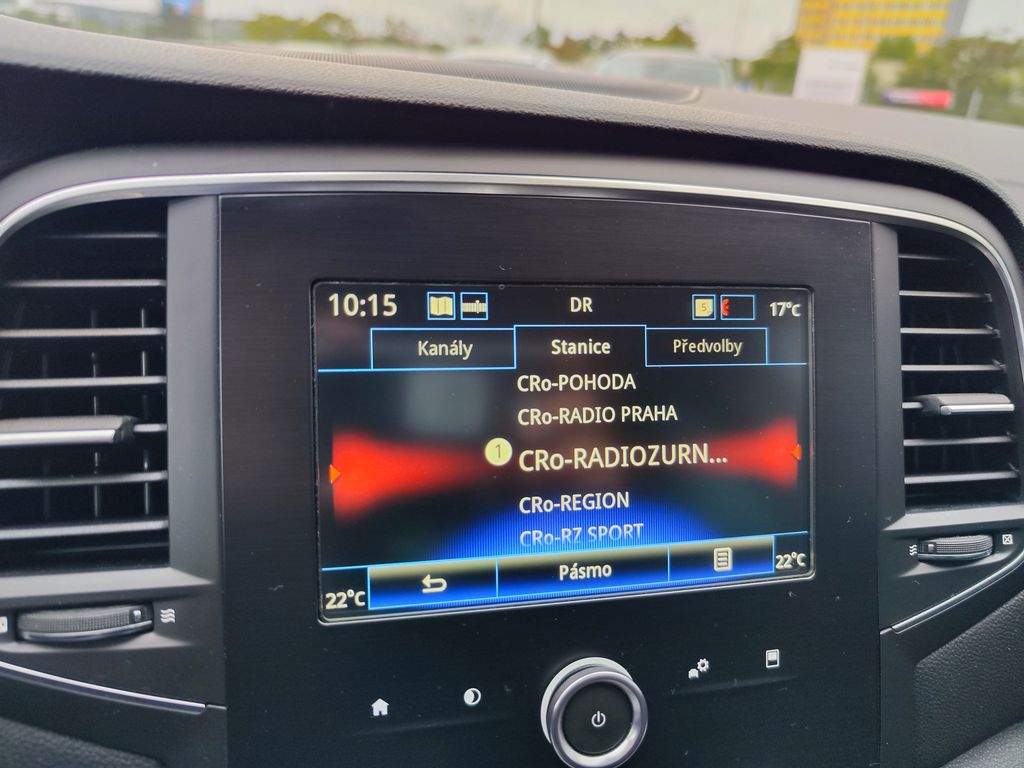 10:15 DR 5 17°C
Kanály Stanice Předvolby
CRo-POHODA
CRo-RADIO PRAHA
1 CRo-RADIOZURN...
CRo-REGION
CRo-RZ SPORT
22°C Pásmo 22°C